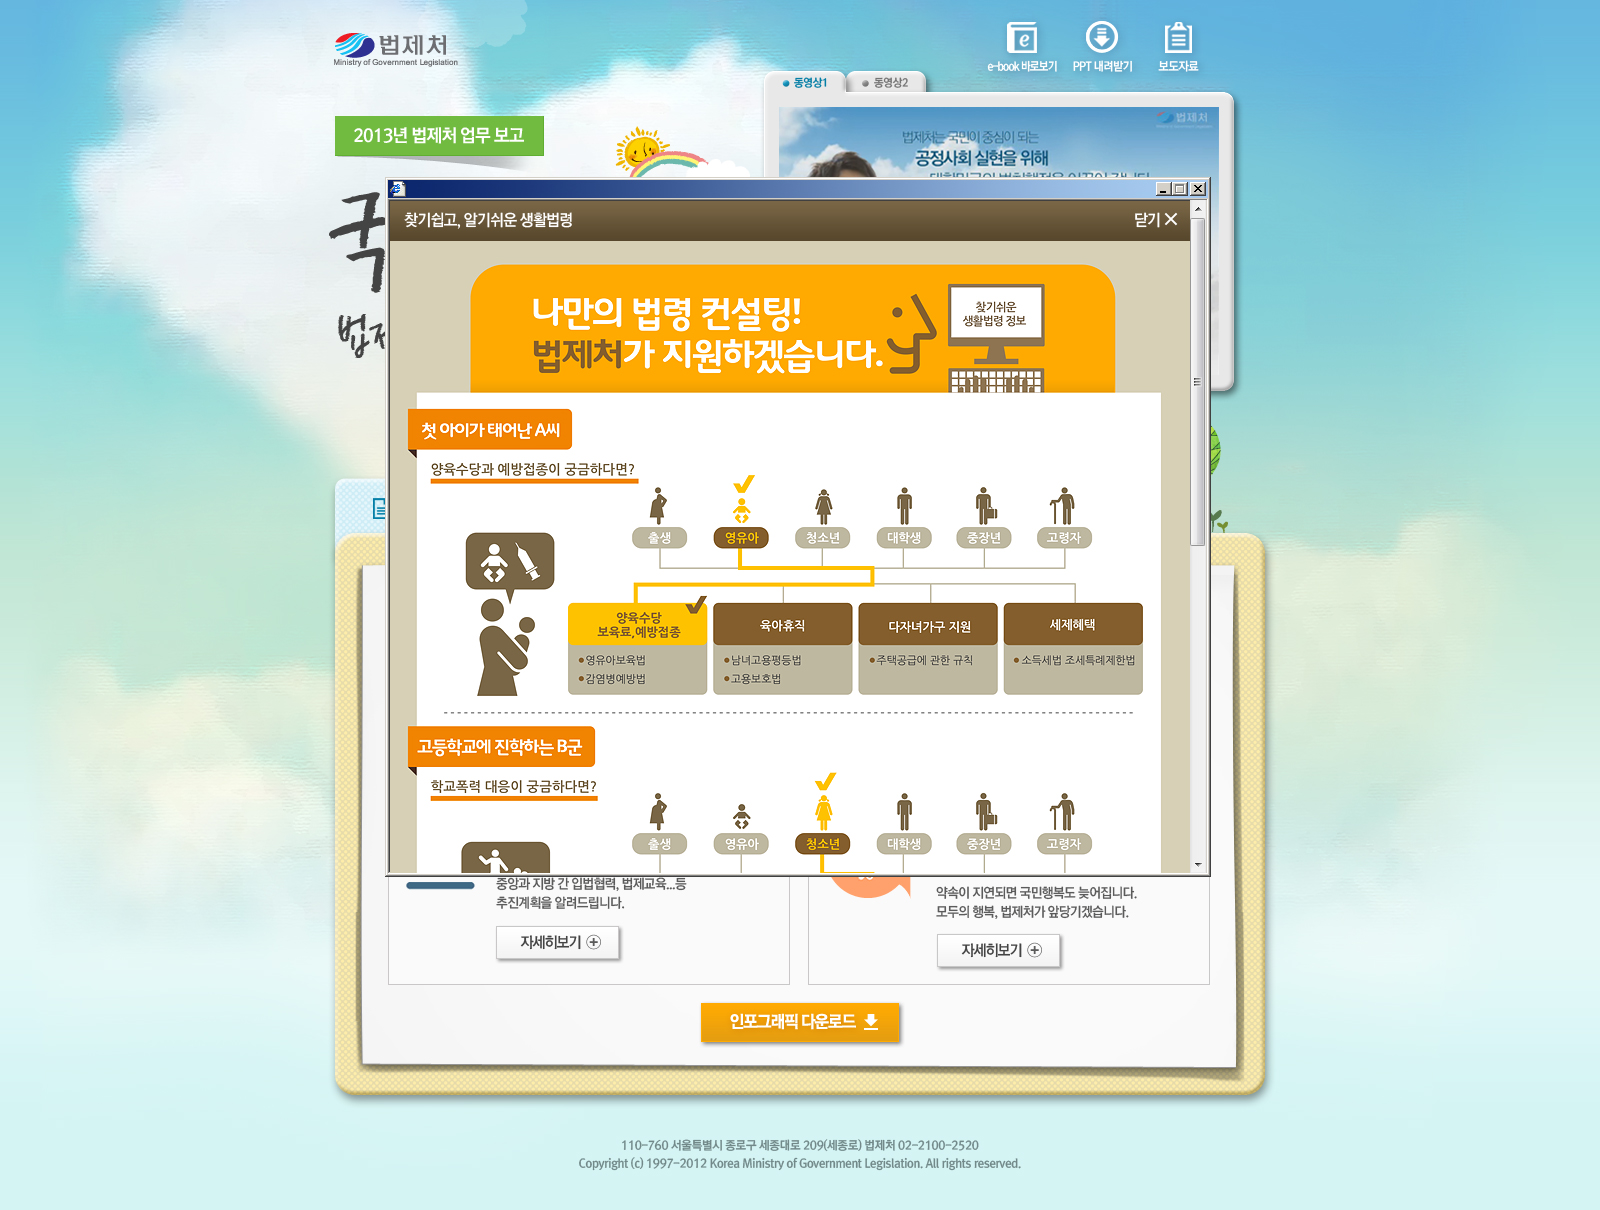 법제처
Ministry of Government Legislation
e-book 바로보기
PPT 내려받기
보도자료
동영상1
동영상2
2013년 법제처 업무 보고
법제처
법제처는 국민이 중심이 되는
공정사회 실현을 위해
국
법제
찾기쉽고, 알기쉬운 생활법령
닫기
나만의 법령 컨설팅!
법제처가 지원하겠습니다.
찾기쉬운
생활법령 정보
첫 아이가 태어난 A씨
양육수당과 예방접종이 궁금하다면?
출생
영유아
청소년
대학생
중장년
고령자
양육수당
보육료,예방접종
육아휴직
다자녀가구 지원
세제혜택
영유아보육법
감염병예방법
남녀고용평등법
고용보호법
주택공급에 관한 규칙
소득세법 조세특례제한법
고등학교에 진학하는 B군
학교폭력 대응이 궁금하다면?
출생
영유아
청소년
대학생
중장년
고령자
중앙과 지방 간 입법협력, 법제교육...등
추진계획을 알려드립니다.
자세히보기
약속이 지연되면 국민행복도 늦어집니다.
모두의 행복, 법제처가 앞당기겠습니다.
자세히보기
인포그래픽 다운로드
110-760 서울특별시 종로구 세종대로 209(세종로) 법제처 02-2100-2520
Copyright (c) 1997-2012 Korea Ministry of Government Legislation. All rights reserved.